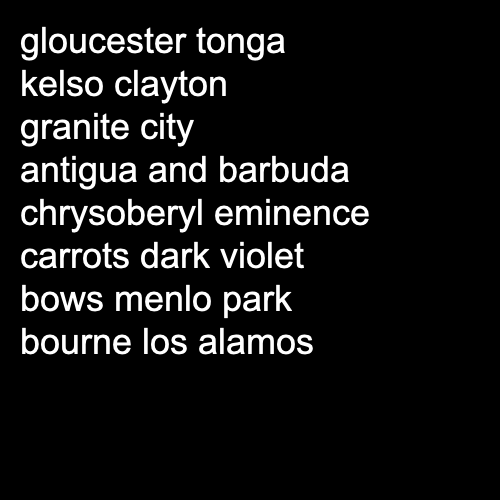 gloucester tonga
kelso clayton
granite city
antigua and barbuda
chrysoberyl eminence
carrots dark violet
bows menlo park
bourne los alamos